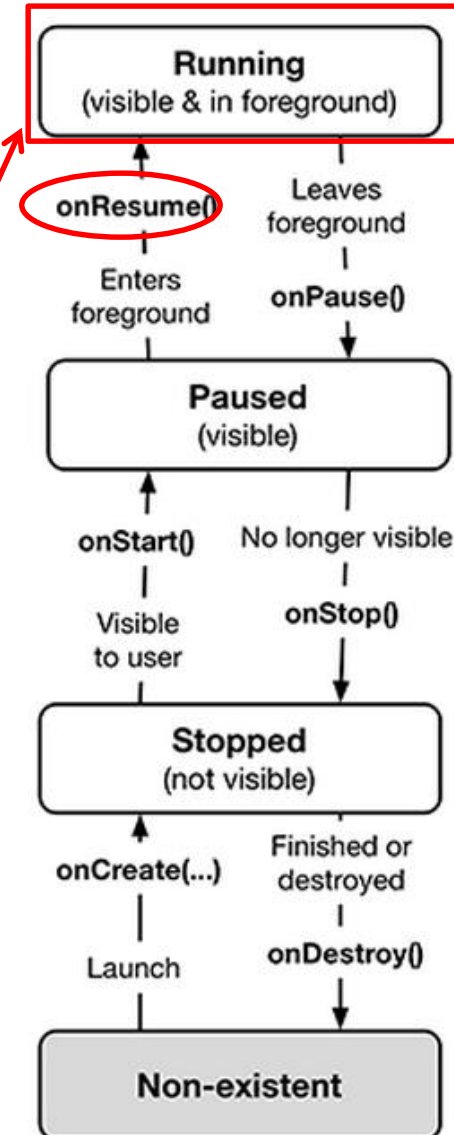 Running
(visible & in foreground)
onResume()
Enters
foreground
Leaves
foreground
onPause()
Paused
(visible)
onStart()
Visible
to user
No longer visible
onStop()
Stopped
(not visible)
onCreate(...)
Launch
Finished or
destroyed
onDestroy()
Non-existent